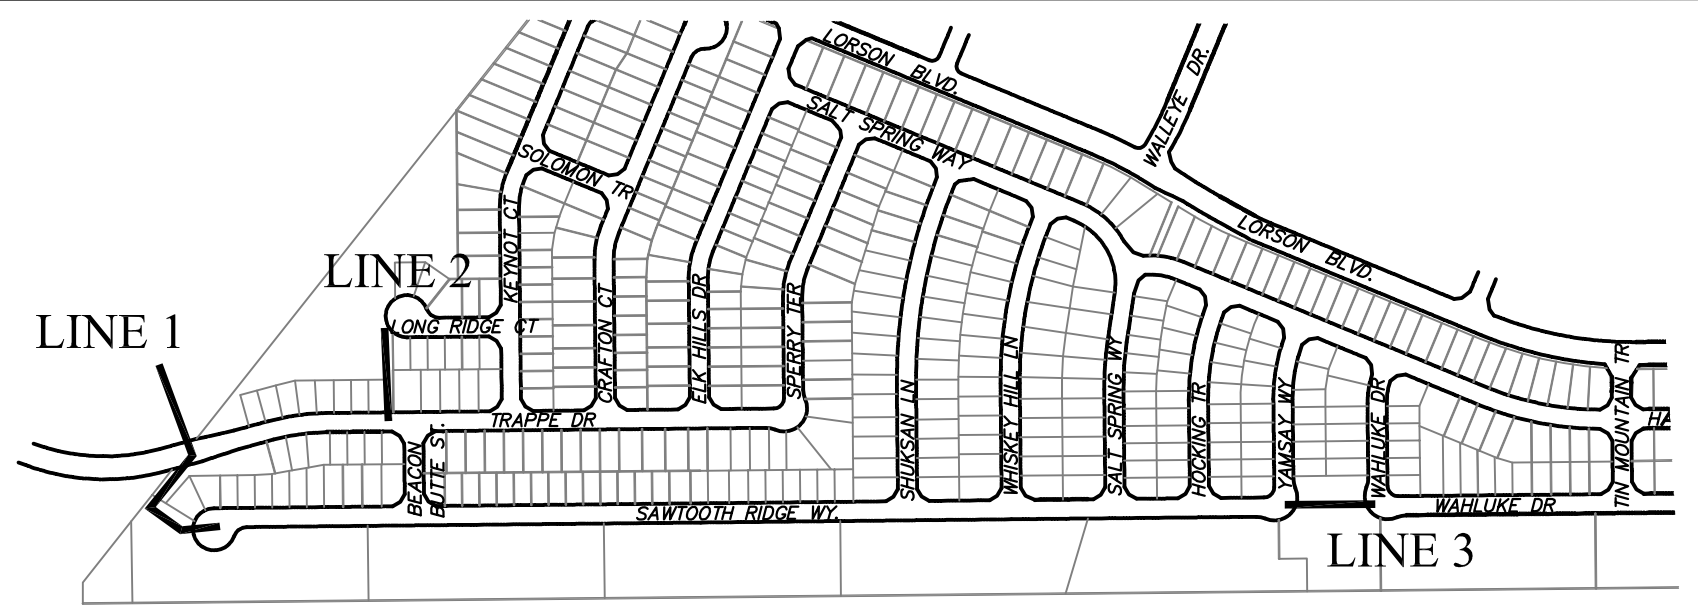 LORSON BLVD.
WALLEYE DR.
SALT SPRING WAY
SOLOMON TR
KEYNOT CT
LORSON BLVD.
LINE 2
LONG RIDGE CT
LINE 1
CRAFTON CT
ELK HILLS DR
SPERRY TER
SHUKSAN LN
WHISKEY HILL LN
SALT SPRING WY
HOCKING TR
YAMSAY WY
WAHLUKE DR
TIN MOUNTAIN TR
HA
TRAPPE DR
BEACON
BUTTE ST.
SAWTOOTH RIDGE WY.
WAHLUKE DR
LINE 3